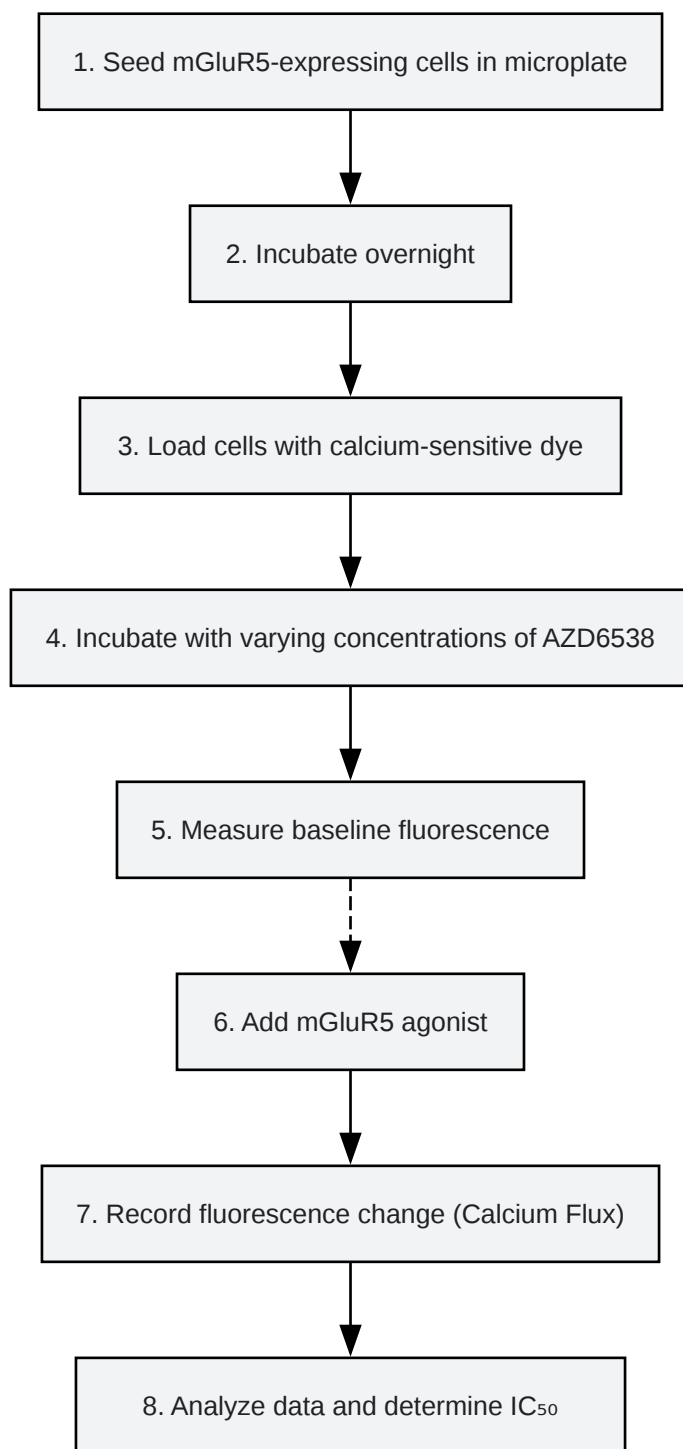 1. Seed mGluR5-expressing cells in microplate
2. Incubate overnight
3. Load cells with calcium-sensitive dye
4. Incubate with varying concentrations of AZD6538
5. Measure baseline fluorescence
6. Add mGluR5 agonist
7. Record fluorescence change (Calcium Flux)
8. Analyze data and determine IC₅₀